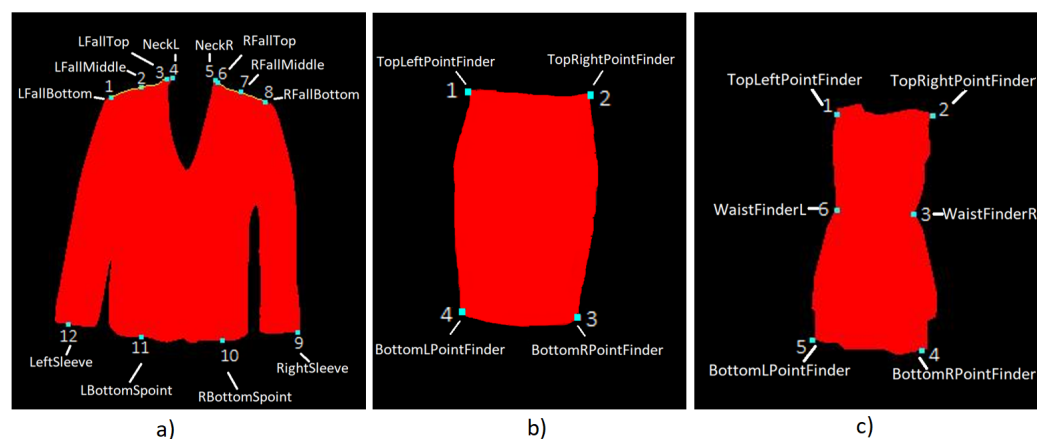 LFallTop
NeckL
NeckR
RFallTop
LFallMiddle
RFallMiddle
LFallBottom
RFallBottom
1
2
3
4
5
6
7
8
12
11
10
9
LeftSleeve
LBottomSpoint
RBottomSpoint
RightSleeve
a)
TopLeftPointFinder
TopRightPointFinder
1
2
4
3
BottomLPointFinder
BottomRPointFinder
b)
TopLeftPointFinder
TopRightPointFinder
1
2
WaistFinderL
6
3
WaistFinderR
5
4
BottomLPointFinder
BottomRPointFinder
c)